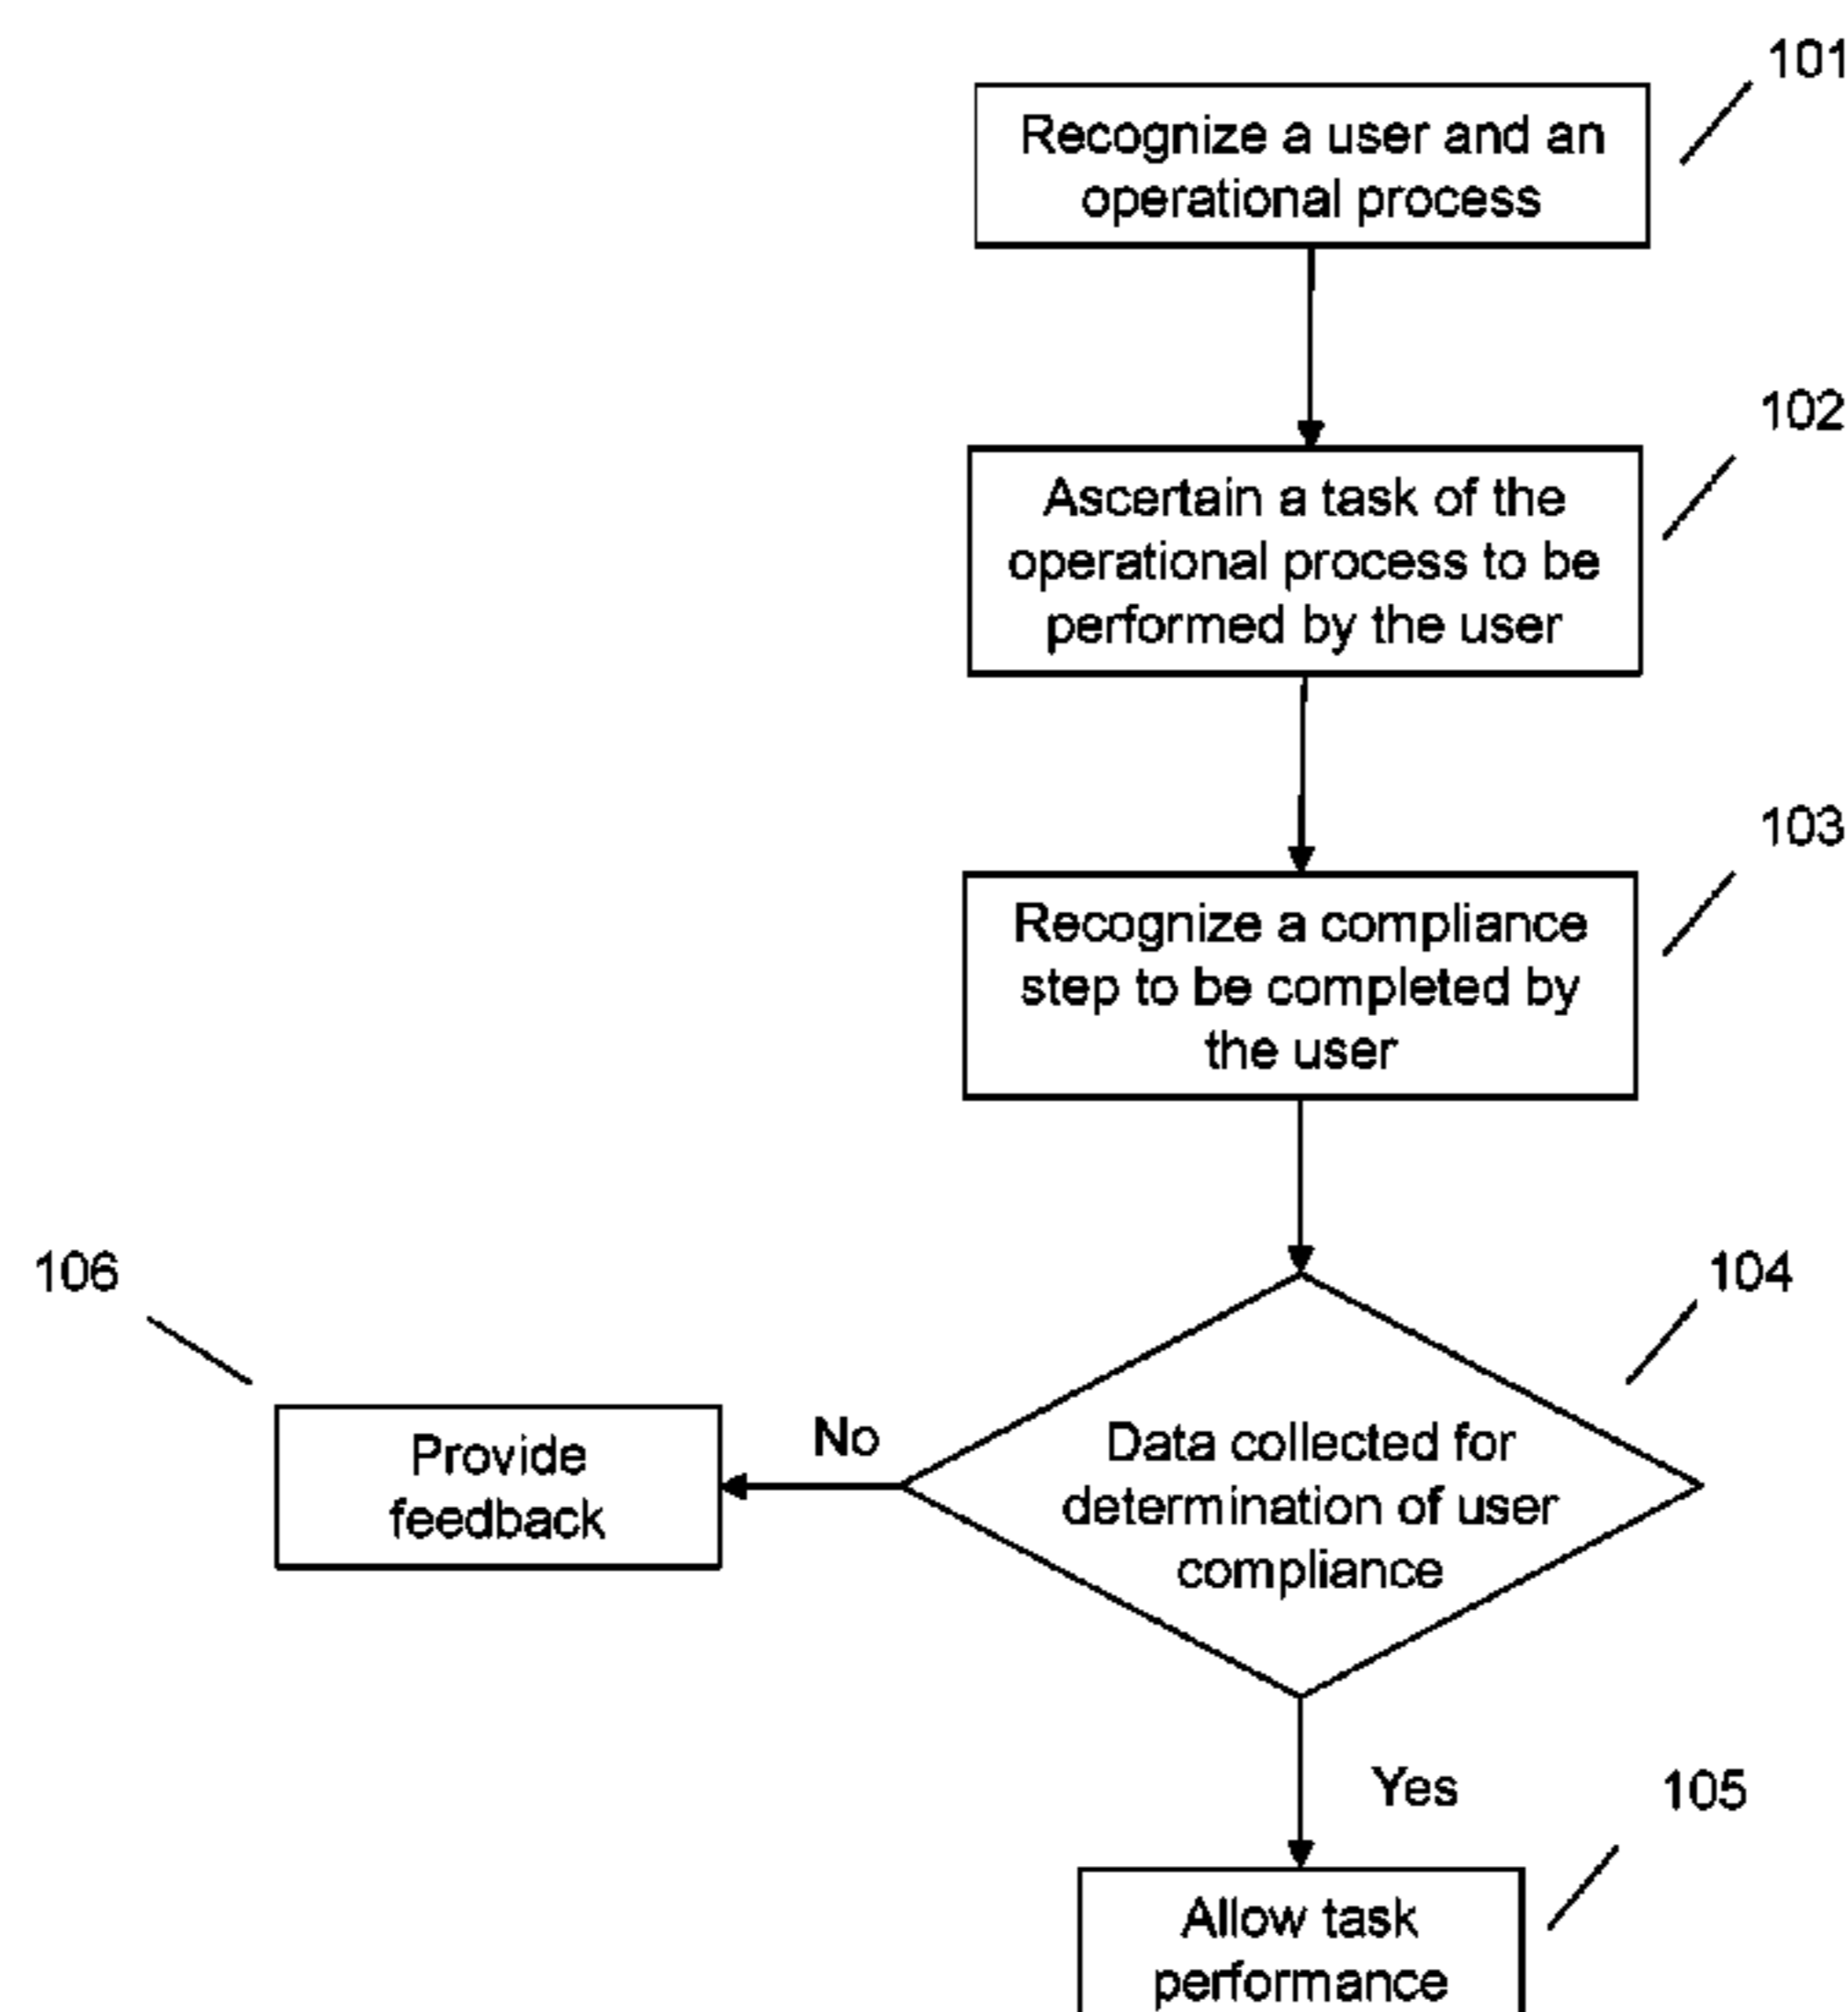 101
Recognize a user and an
operational process
102
Ascertain a task of the
operational process to be
performed by the user
103
Recognize a compliance
step to be completed by
the user
106
104
Provide
feedback
No
Data collected for
determination of user
compliance
Yes
105
Allow task
performance